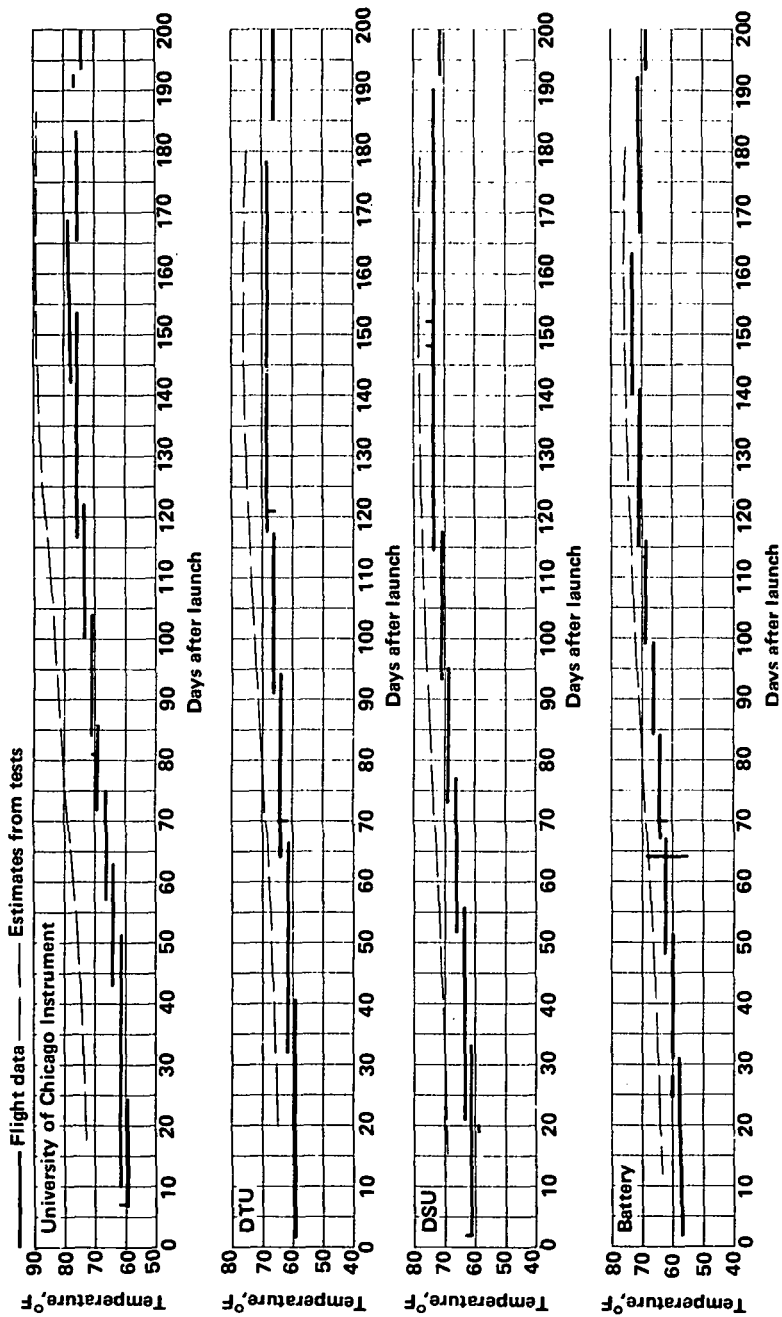 Flight data
Estimates from tests
University of Chicago Instrument
Temperature,°F
90
80
70
60
50
0 10 20 30 40 50 60 70 80 90 100 110 120 130 140 150 160 170 180 190 200
Days after launch
DTU
Temperature,°F
80
70
60
50
40
0 10 20 30 40 50 60 70 80 90 100 110 120 130 140 150 160 170 180 190 200
Days after launch
DSU
Temperature,°F
80
70
60
50
40
0 10 20 30 40 50 60 70 80 90 100 110 120 130 140 150 160 170 180 190 200
Days after launch
Battery
Temperature,°F
80
70
60
50
40
0 10 20 30 40 50 60 70 80 90 100 110 120 130 140 150 160 170 180 190 200
Days after launch